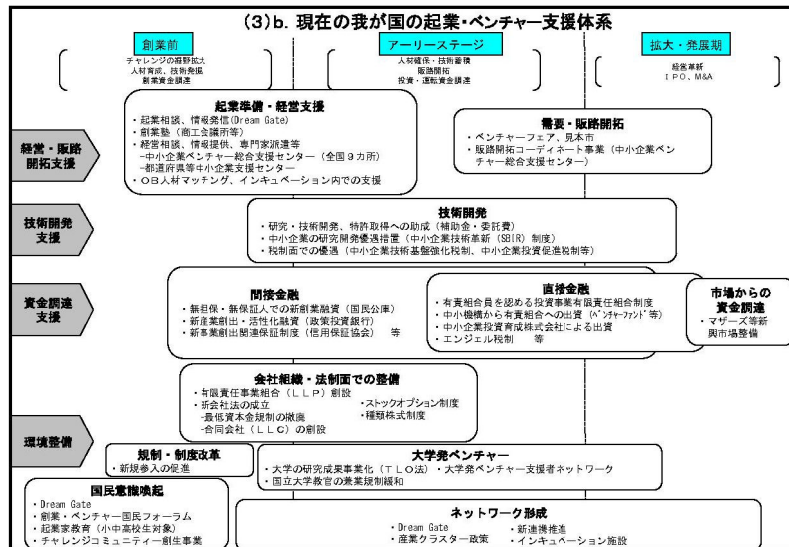 (3)b. 現在の我が国の起業・ベンチャー支援体系
創業前
チャレンジの裾野拡大
人材育成、技術発掘
創業資金調達
アーリーステージ
人材確保・技術蓄積
販路開拓
投資・運転資金調達
拡大・発展期
経営革新
ＩＰＯ、M&A
経営・販路
開拓支援
起業準備・経営支援
・起業相談、情報発信(Dream Gate)
・創業塾（商工会議所等）
・経営相談、情報提供、専門家派遣等
－中小企業ベンチャー総合支援センター（全国９カ所）
－都道府県等中小企業支援センター
・ＯＢ人材マッチング、インキュベーション内での支援
需要・販路開拓
・ベンチャーフェア、見本市
・販路開拓コーディネート事業（中小企業ベン
チャー総合支援センター）
技術開発
支援
技術開発
・研究・技術開発、特許取得への助成（補助金・委託費）
・中小企業の研究開発優遇措置（中小企業技術革新（SBIR）制度）
・税制面での優遇（中小企業技術基盤強化税制、中小企業投資促進税制等）
資金調達
支援
間接金融
・無担保・無保証人での新創業融資（国民公庫）
・新産業創出・活性化融資（政策投資銀行）
・新事業創出関連保証制度（信用保証協会） 等
直接金融
・有責組合員を認める投資事業有限責任組合制度
・中小機構から有責組合への出資（ﾍﾞﾝﾁｬｰﾌｧﾝﾄﾞ等）
・中小企業投資育成株式会社による出資
・エンジェル税制 等
市場からの
資金調達
・マザーズ等新
興市場整備
環境整備
会社組織・法制面での整備
・有限責任事業組合（ＬＬＰ）創設
・新会社法の成立
－最低資本金規制の撤廃
－合同会社（ＬＬＣ）の創設
・ストックオプション制度
・種類株式制度
規制・制度改革
・新規参入の促進
大学発ベンチャー
・大学の研究成果事業化（ＴＬＯ法）・大学発ベンチャー支援者ネットワーク
・国立大学教官の兼業規制緩和
国民意識喚起
・Dream Gate
・創業・ベンチャー国民フォーラム
・起業家教育（小中高校生対象）
・チャレンジコミュニティー創生事業
ネットワーク形成
・Dream Gate
・産業クラスター政策
・新連携推進
・インキュベーション施設